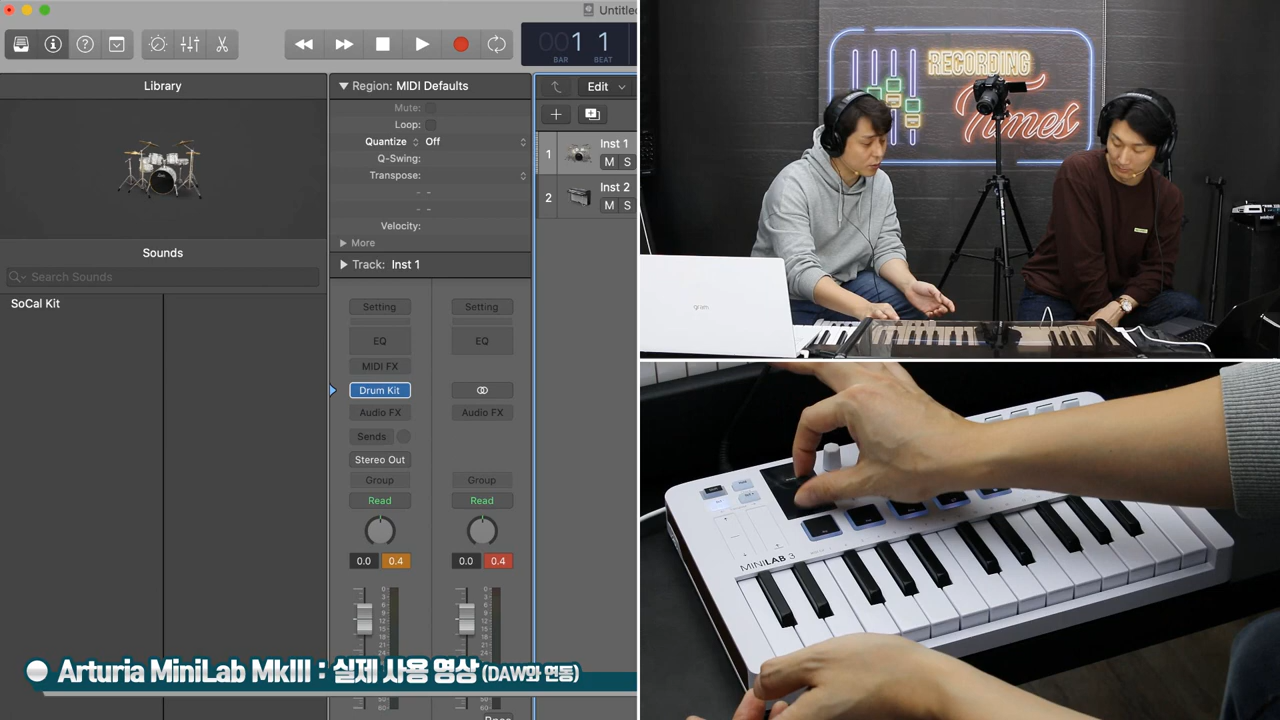 Untitled
Library
Sounds
Search Sounds
SoCal Kit
Region: MIDI Defaults
Mute:
Loop:
Quantize Off
Q-Swing:
Transpose:
Velocity:
More
Track: Inst 1
Setting Setting
EQ EQ
MIDI FX
Drum Kit
Audio FX Audio FX
Sends
Stereo Out
Group Group
Read Read
0.0 0.4 0.0 0.4
001 1
BAR BEAT
Edit
1 Inst 1
M S
2 Inst 2
M S
Arturia MiniLab MkIII : 실제 사용 영상 (DAW와 연동)
RECORDING
Times
gram
MINILAB 3